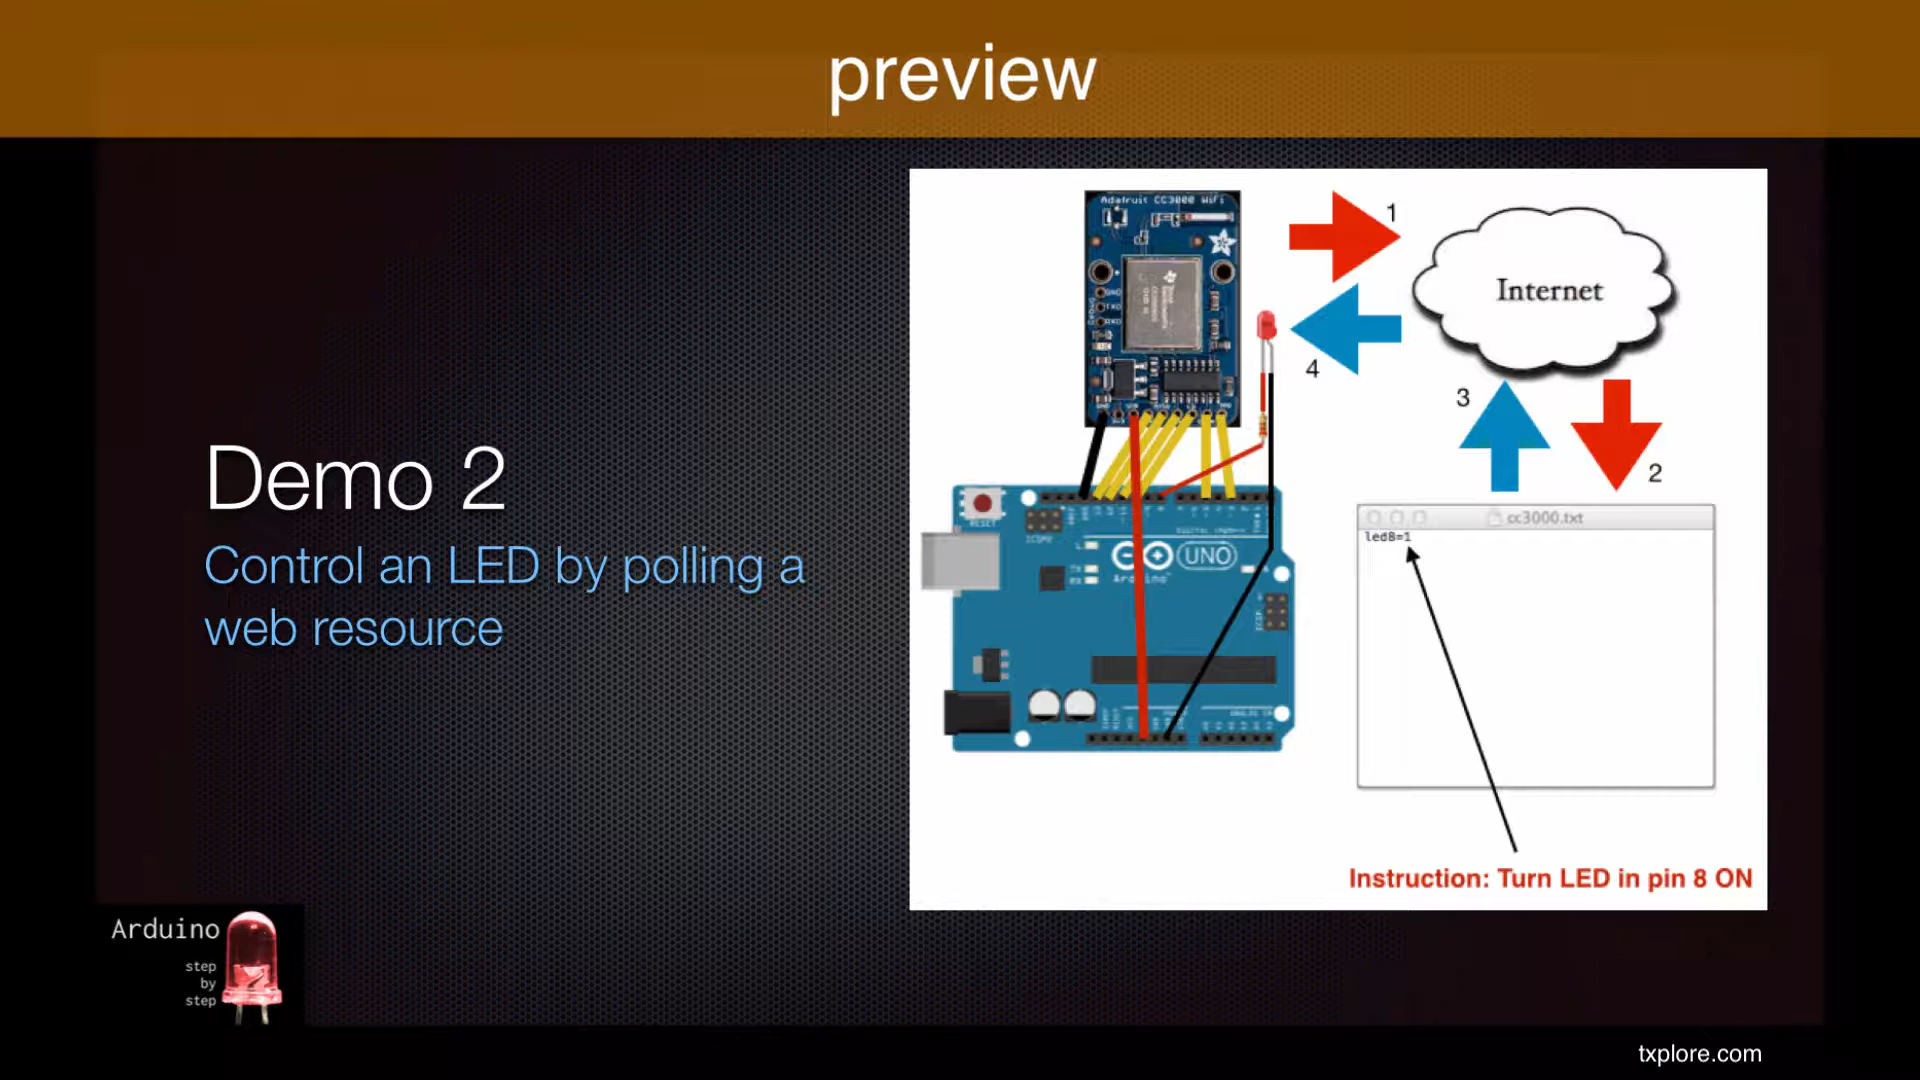 preview
Adafruit CC3000 WiFi
1
Internet
4
3
2
Demo 2
Control an LED by polling a
web resource
RESET
UNO
Arduino
cc3000.txt
led8=1
Instruction: Turn LED in pin 8 ON
Arduino
step
by
step
txplore.com